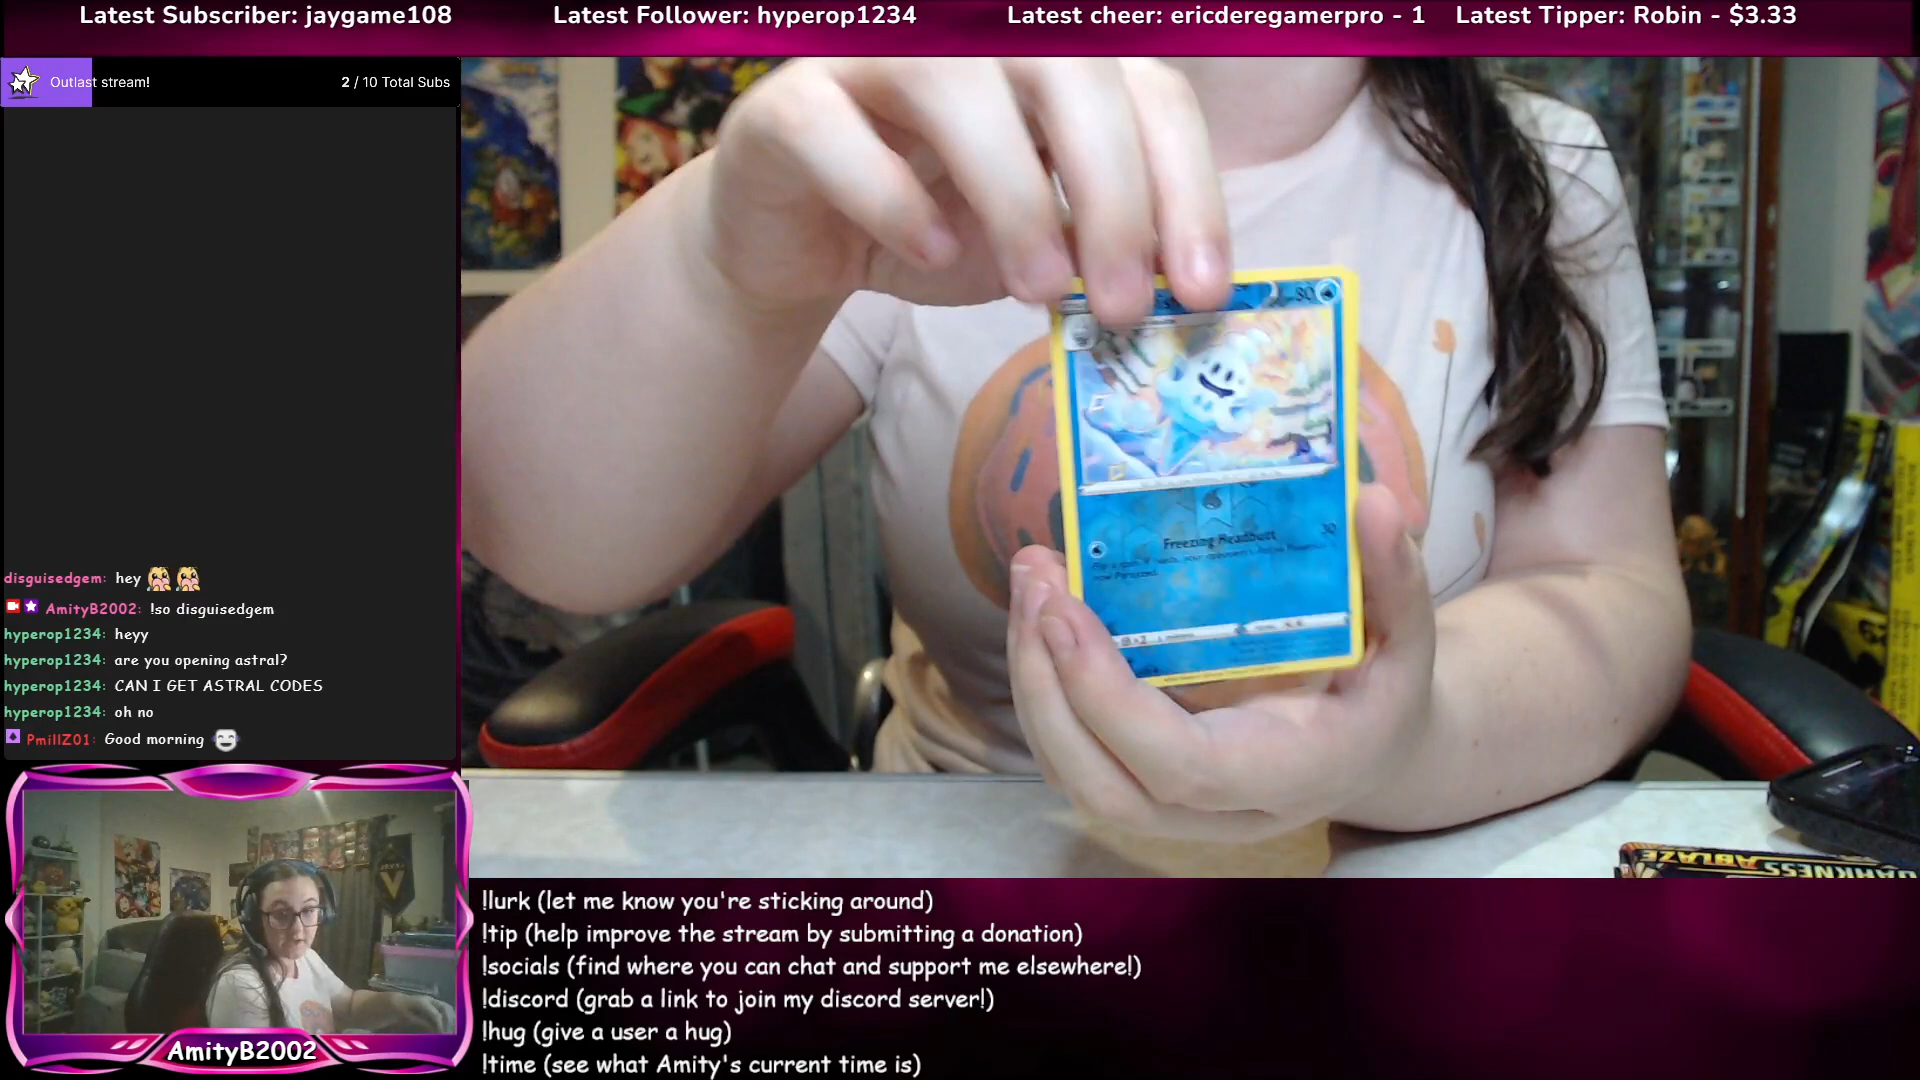 Latest Subscriber: jaygame108
Latest Follower: hyperop1234
Latest cheer: ericderegamerpro - 1
Latest Tipper: Robin - $3.33
Outlast stream!
2 / 10 Total Subs
disguisedgem: hey
AmityB2002: !so disguisedgem
hyperop1234: heyy
hyperop1234: are you opening astral?
hyperop1234: CAN I GET ASTRAL CODES
hyperop1234: oh no
PmillZ01: Good morning
80
Freezing Headbutt 30
DARKNESS ABLAZE
AmityB2002
!lurk (let me know you're sticking around)
!tip (help improve the stream by submitting a donation)
!socials (find where you can chat and support me elsewhere!)
!discord (grab a link to join my discord server!)
!hug (give a user a hug)
!time (see what Amity's current time is)